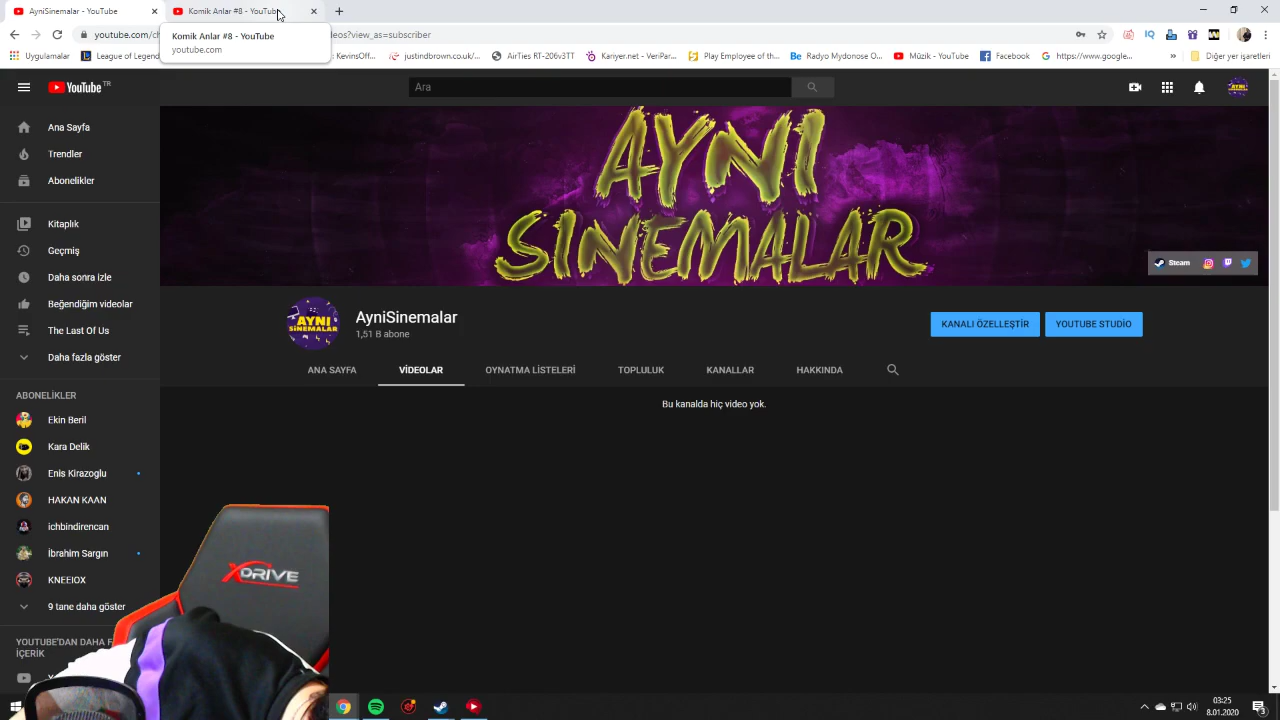 AyniSinemalar
Komik Anlar #8 - YouTube
Komik Anlar #8 - YouTube
youtube.com
youtube.com/c
eos?view_as=subscriber
AyniSinemalar
League of Legend
KevinsOff...
justindbrown.co.uk/...
AirTies RT-206v3TT
Kariyer.net - VeriPar...
Play Employee of th...
Radyo Mydonose O...
Müzik - YouTube
Facebook
https://www.google...
»
Diğer yer işaretleri
YouTube TR
Ara
AYNI
SINEMALAR
Steam
Ana Sayfa
Trendler
Abonelikler
Kitaplık
Geçmiş
Daha sonra izle
Beğendiğim videolar
The Last Of Us
Daha fazla göster
ABONELİKLER
Ekin Beril
Kara Delik
Enis Kirazoglu
HAKAN KAAN
ichbindirencan
İbrahim Sargın
KNEEIOX
9 tane daha göster
YOUTUBE'DAN DAHA F
İÇERİK
AYNI
SİNEMALAR
AyniSinemalar
1,51 B abone
KANALI ÖZELLEŞTİR
YOUTUBE STUDIO
ANA SAYFA
VİDEOLAR
OYNATMA LİSTELERİ
TOPLULUK
KANALLAR
HAKKINDA
Bu kanalda hiç video yok.
XDRIVE
03:25
8.01.2020
3